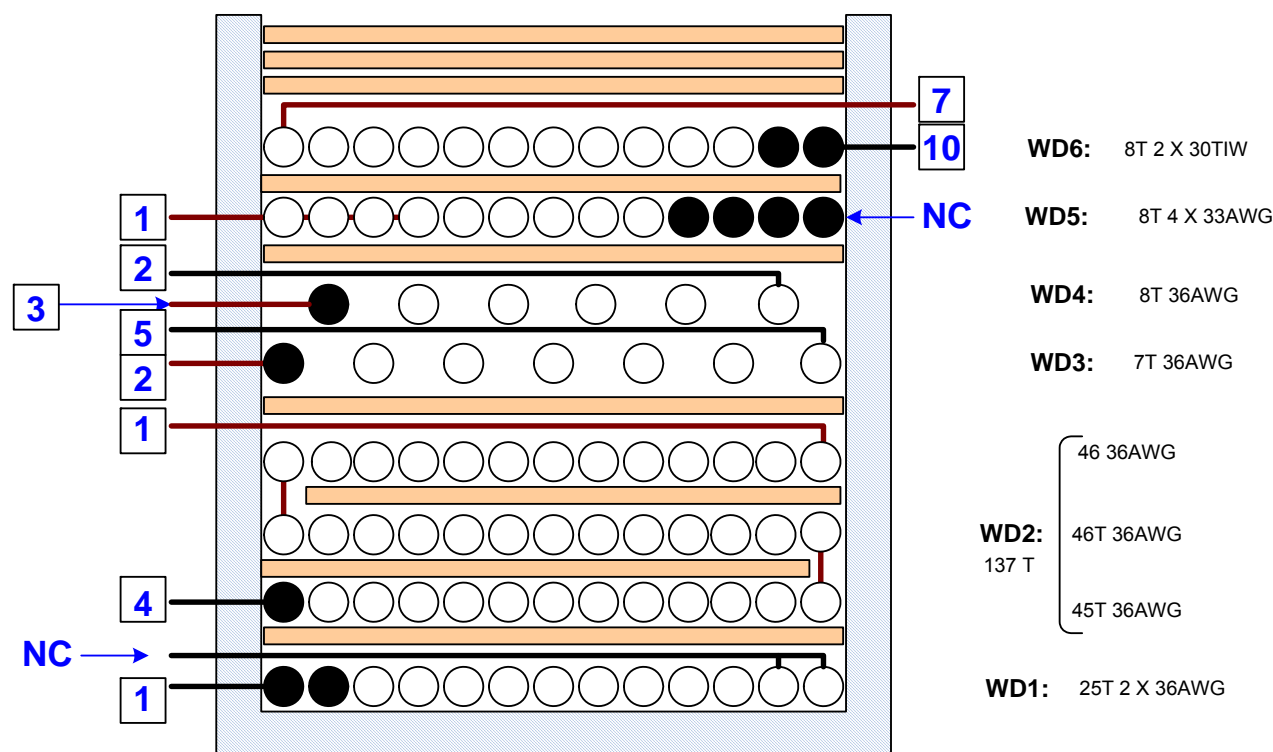 7
10
WD6: 8T 2 X 30TIW
1
NC
WD5: 8T 4 X 33AWG
2
3
WD4: 8T 36AWG
5
2
WD3: 7T 36AWG
1
46 36AWG
WD2: 46T 36AWG
137 T
4
45T 36AWG
NC
1
WD1: 25T 2 X 36AWG